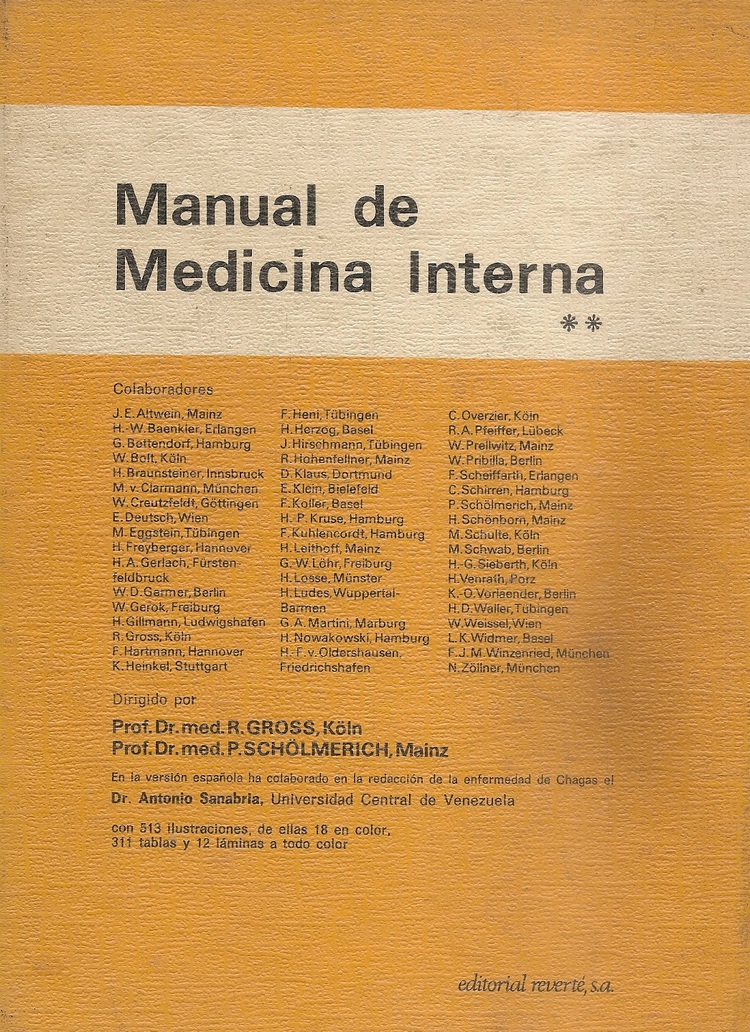 Manual de
Medicina Interna
**
Colaboradores
J. E. Altwein, Mainz
H.-W. Baenkler, Erlangen
G. Bettendorf, Hamburg
W. Bolt, Köln
H. Braunsteiner, Innsbruck
M. v. Clarmann, München
W. Creutzfeldt, Göttingen
E. Deutsch, Wien
M. Eggstein, Tübingen
H. Freyberger, Hannover
H. A. Gerlach, Fürsten-
feldbruck
W. D. Germer, Berlin
W. Gerok, Freiburg
H. Gillmann, Ludwigshafen
R. Gross, Köln
F. Hartmann, Hannover
K. Heinkel, Stuttgart
F. Heni, Tübingen
H. Herzog, Basel
J. Hirschmann, Tübingen
R. Hohenfellner, Mainz
D. Klaus, Dortmund
E. Klein, Bielefeld
F. Koller, Basel
H.-P. Kruse, Hamburg
F. Kuhlencordt, Hamburg
H. Leithoff, Mainz
G.-W. Löhr, Freiburg
H. Losse, Münster
H. Ludes, Wuppertal-
Barmen
G. A. Martini, Marburg
H. Nowakowski, Hamburg
H.-F. v. Oldershausen,
Friedrichshafen
C. Overzier, Köln
R. A. Pfeiffer, Lübeck
W. Prellwitz, Mainz
W. Pribilla, Berlin
F. Scheiffarth, Erlangen
C. Schirren, Hamburg
P. Schölmerich, Mainz
H. Schönborn, Mainz
M. Schulte, Köln
M. Schwab, Berlin
H.-G. Sieberth, Köln
H. Venrath, Porz
K.-O. Vorlaender, Berlin
H. D. Waller, Tübingen
W. Weissel, Wien
L. K. Widmer, Basel
F. J. M. Winzenried, München
N. Zöllner, München
Dirigido por
Prof. Dr. med. R. GROSS, Köln
Prof. Dr. med. P. SCHÖLMERICH, Mainz
En la versión española ha colaborado en la redacción de la enfermedad de Chagas el
Dr. Antonio Sanabria, Universidad Central de Venezuela
con 513 ilustraciones, de ellas 18 en color,
311 tablas y 12 láminas a todo color
editorial reverté, s.a.